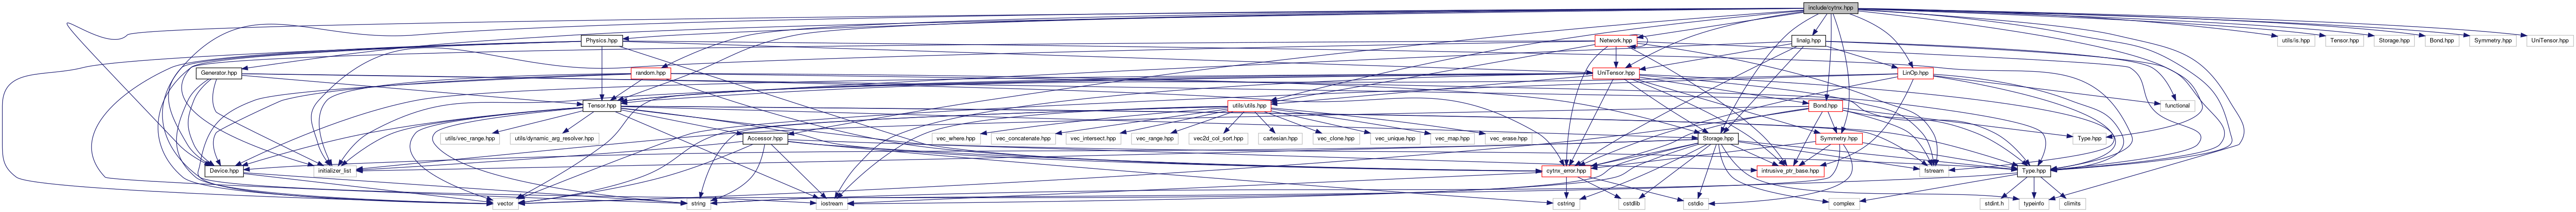 include/cytnx.hpp
Physics.hpp
Network.hpp
linalg.hpp
utils/io.hpp
Tensor.hpp
Storage.hpp
Bond.hpp
Symmetry.hpp
UniTensor.hpp
Generator.hpp
random.hpp
UniTensor.hpp
LinOp.hpp
Tensor.hpp
utils/utils.hpp
Bond.hpp
functional
utils/vec_range.hpp
utils/dynamic_arg_resolver.hpp
Accessor.hpp
vec_where.hpp
vec_concatenate.hpp
vec_intersect.hpp
vec_range.hpp
vec2d_col_sort.hpp
cartesian.hpp
vec_clone.hpp
vec_unique.hpp
vec_map.hpp
vec_erase.hpp
Storage.hpp
Symmetry.hpp
Type.hpp
Device.hpp
initializer_list
cytnx_error.hpp
intrusive_ptr_base.hpp
fstream
Type.hpp
vector
string
iostream
cstring
cstdlib
cstdio
complex
stdint.h
typeinfo
climits